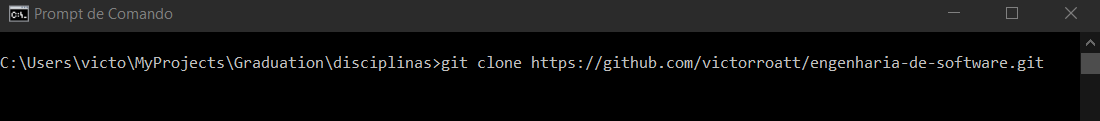 Prompt de Comando
C:\Users\victo\MyProjects\Graduation\disciplinas>git clone https://github.com/victorroatt/engenharia-de-software.git